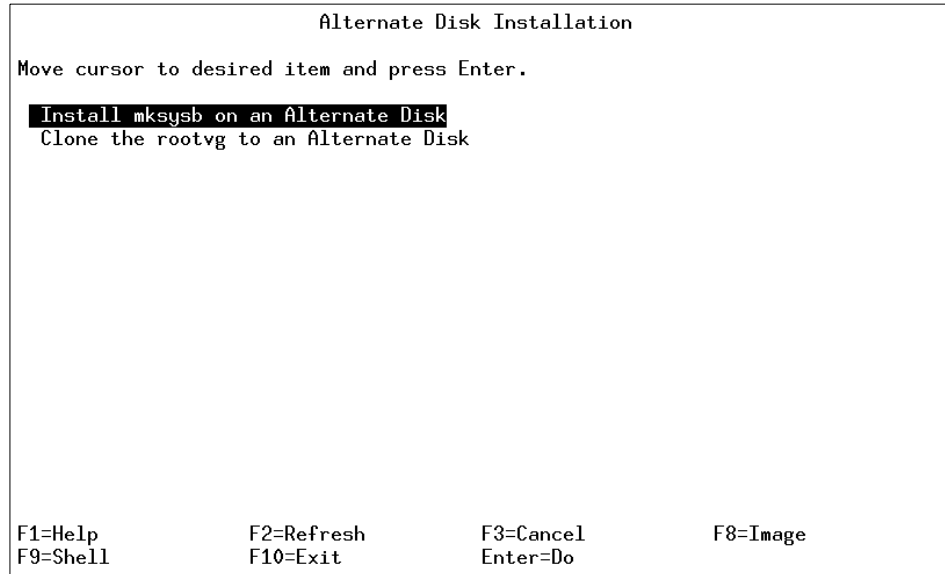 Alternate Disk Installation
Move cursor to desired item and press Enter.
Install mksysb on an Alternate Disk
Clone the rootvg to an Alternate Disk
F1=Help F2=Refresh F3=Cancel F8=Image
F9=Shell F10=Exit Enter=Do